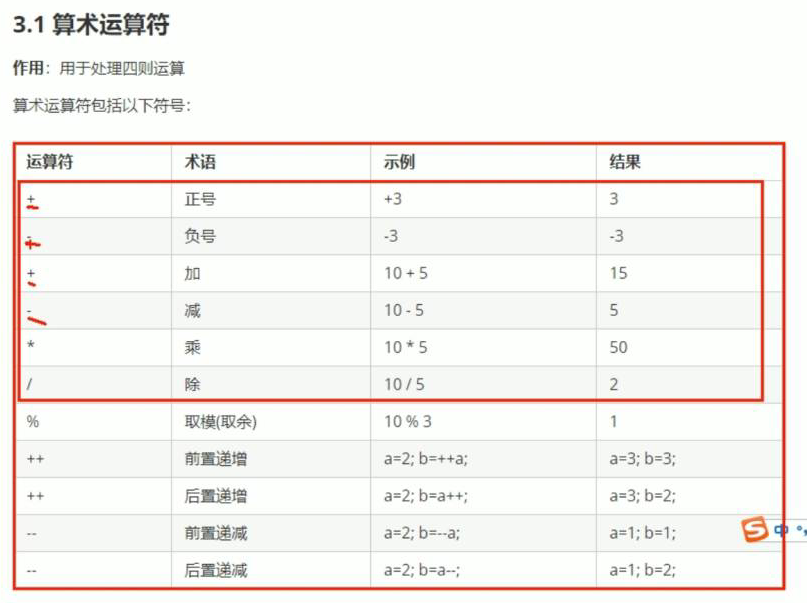 3.1 算术运算符
作用：用于处理四则运算
算术运算符包括以下符号：
运算符 术语 示例 结果
+ 正号 +3 3
- 负号 -3 -3
+ 加 10 + 5 15
- 减 10 - 5 5
* 乘 10 * 5 50
/ 除 10 / 5 2
% 取模(取余) 10 % 3 1
++ 前置递增 a=2; b=++a; a=3; b=3;
++ 后置递增 a=2; b=a++; a=3; b=2;
-- 前置递减 a=2; b=--a; a=1; b=1;
-- 后置递减 a=2; b=a--; a=1; b=2;
S 中 °,